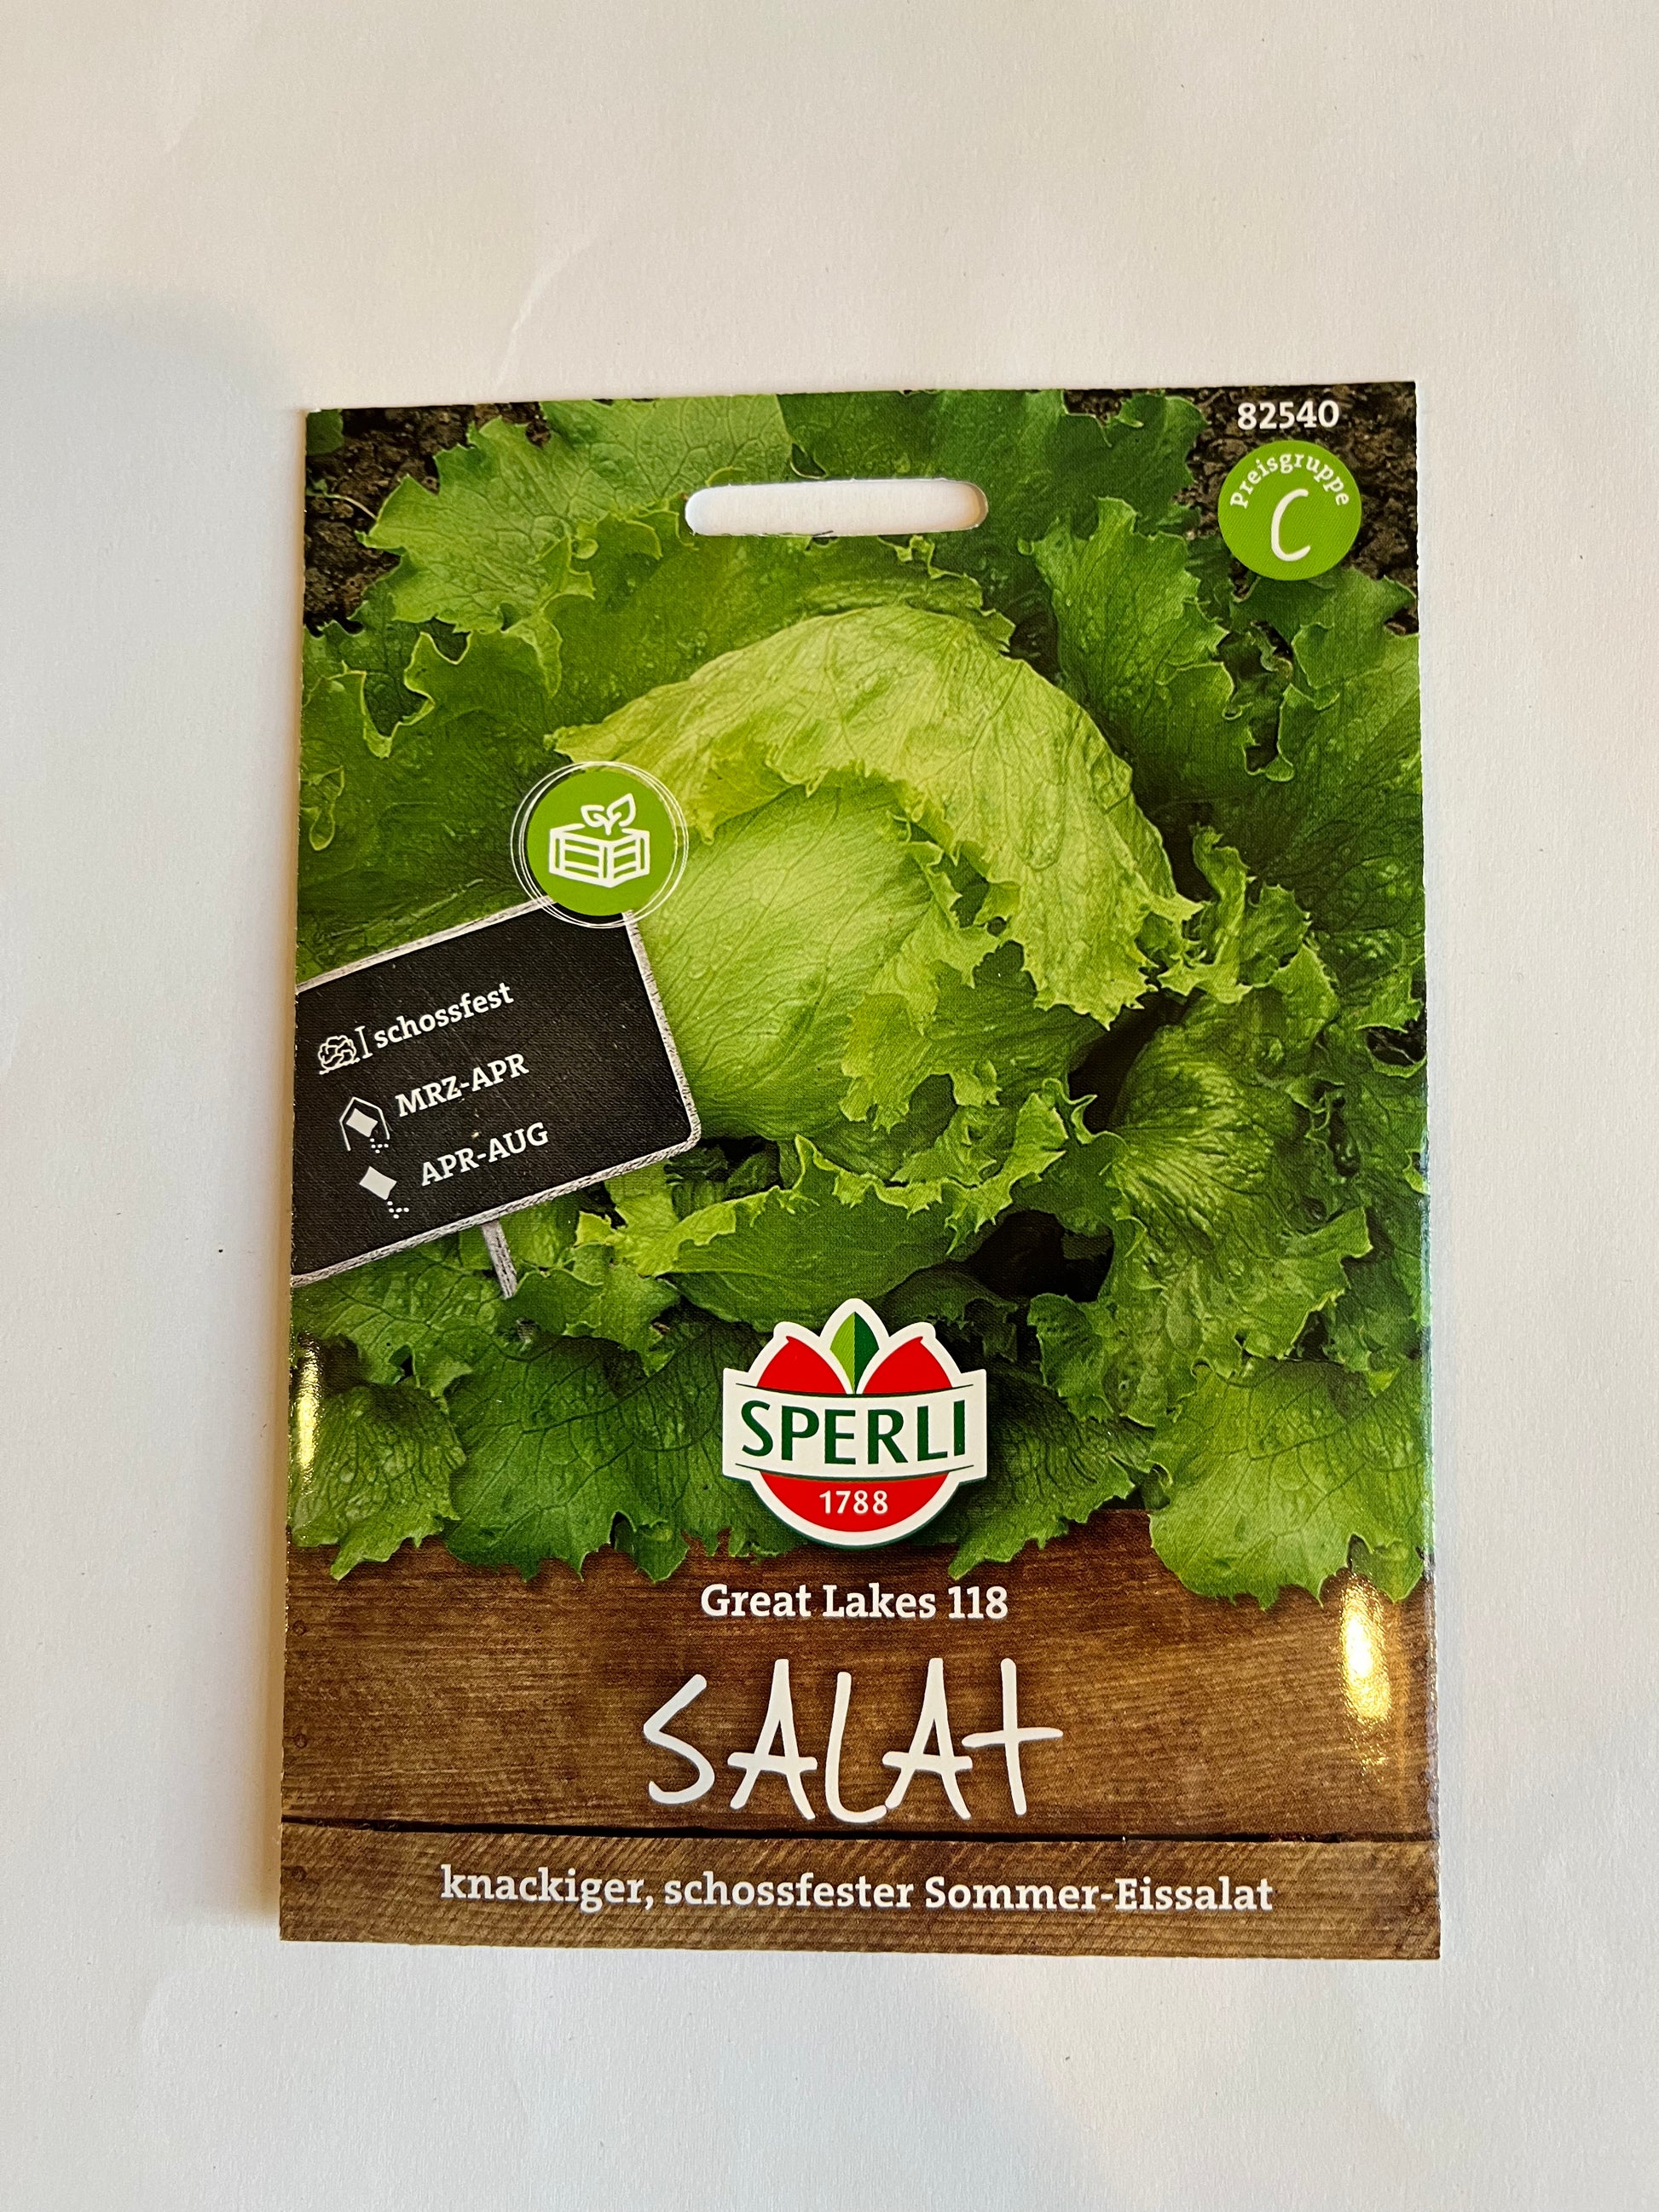 82540
Preisgruppe
C
schossfest
MRZ-APR
APR-AUG
SPERLI
1788
Great Lakes 118
SALAT
knackiger, schossfester Sommer-Eissalat